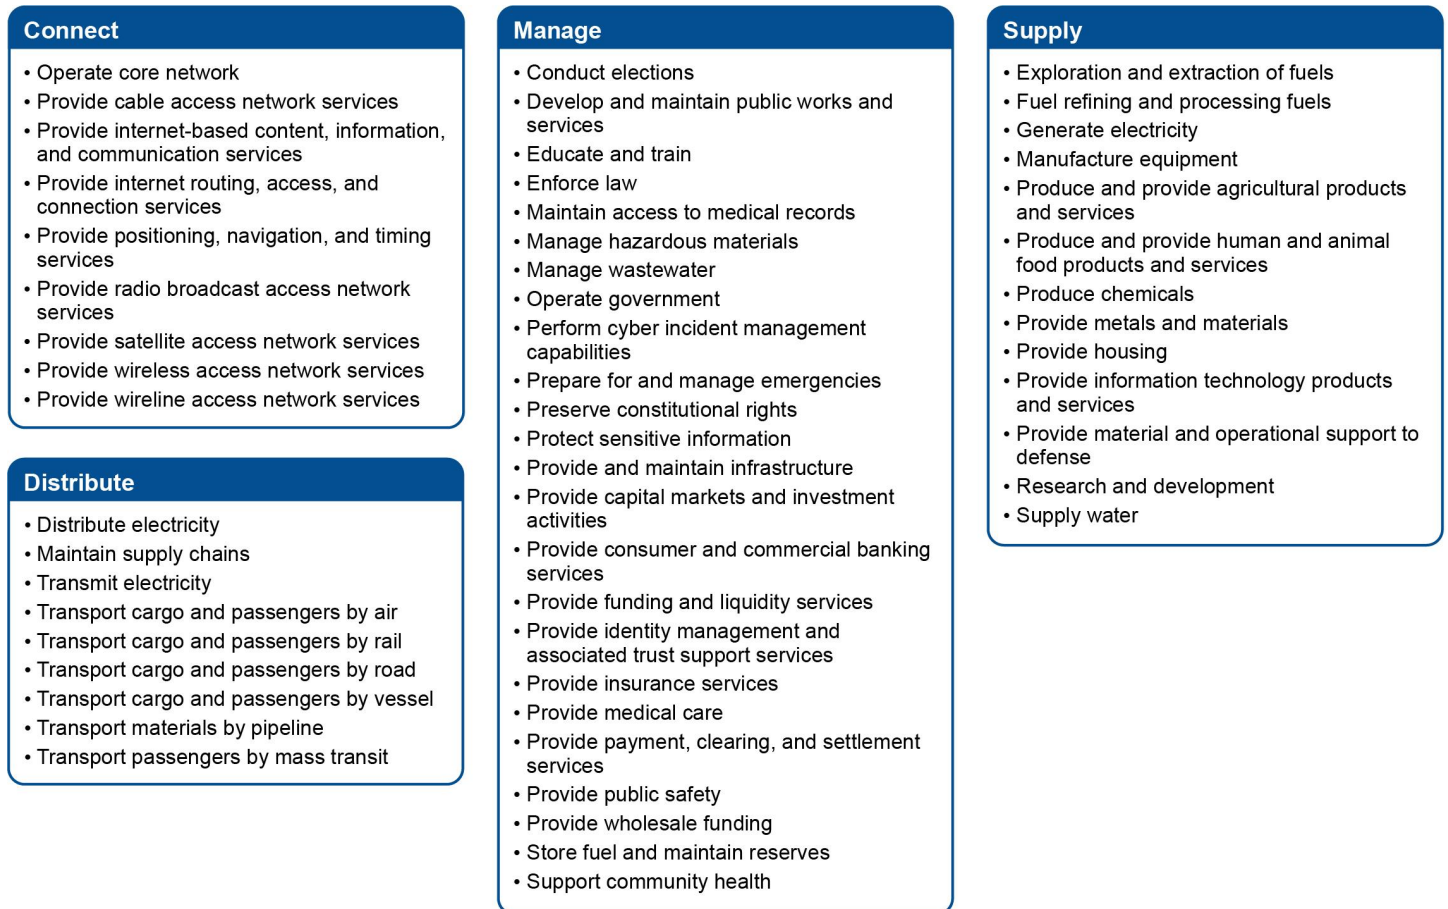 Connect
• Operate core network
• Provide cable access network services
• Provide internet-based content, information,
and communication services
• Provide internet routing, access, and
connection services
• Provide positioning, navigation, and timing
services
• Provide radio broadcast access network
services
• Provide satellite access network services
• Provide wireless access network services
• Provide wireline access network services
Distribute
• Distribute electricity
• Maintain supply chains
• Transmit electricity
• Transport cargo and passengers by air
• Transport cargo and passengers by rail
• Transport cargo and passengers by road
• Transport cargo and passengers by vessel
• Transport materials by pipeline
• Transport passengers by mass transit
Manage
• Conduct elections
• Develop and maintain public works and
services
• Educate and train
• Enforce law
• Maintain access to medical records
• Manage hazardous materials
• Manage wastewater
• Operate government
• Perform cyber incident management
capabilities
• Prepare for and manage emergencies
• Preserve constitutional rights
• Protect sensitive information
• Provide and maintain infrastructure
• Provide capital markets and investment
activities
• Provide consumer and commercial banking
services
• Provide funding and liquidity services
• Provide identity management and
associated trust support services
• Provide insurance services
• Provide medical care
• Provide payment, clearing, and settlement
services
• Provide public safety
• Provide wholesale funding
• Store fuel and maintain reserves
• Support community health
Supply
• Exploration and extraction of fuels
• Fuel refining and processing fuels
• Generate electricity
• Manufacture equipment
• Produce and provide agricultural products
and services
• Produce and provide human and animal
food products and services
• Produce chemicals
• Provide metals and materials
• Provide housing
• Provide information technology products
and services
• Provide material and operational support to
defense
• Research and development
• Supply water